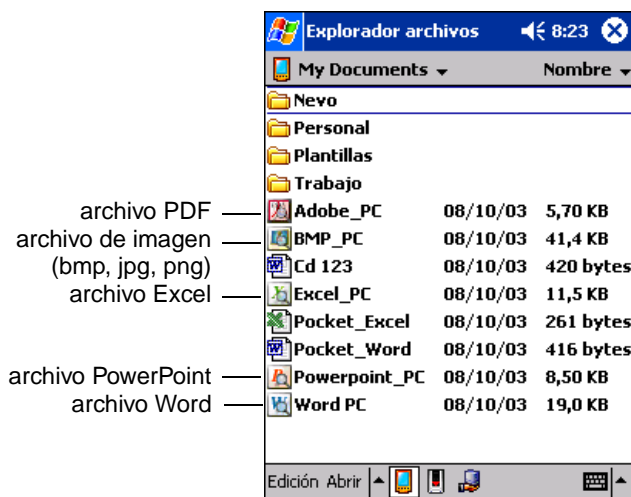 Explorador archivos 8:23
My Documents Nombre
Nevo
Personal
Plantillas
Trabajo
archivo PDF Adobe_PC 08/10/03 5,70 KB
archivo de imagen BMP_PC 08/10/03 41,4 KB
(bmp, jpg, png) Cd 123 08/10/03 420 bytes
archivo Excel Excel_PC 08/10/03 11,5 KB
Pocket_Excel 08/10/03 261 bytes
Pocket_Word 08/10/03 416 bytes
archivo PowerPoint Powerpoint_PC 08/10/03 8,50 KB
archivo Word Word PC 08/10/03 19,0 KB
Edición Abrir